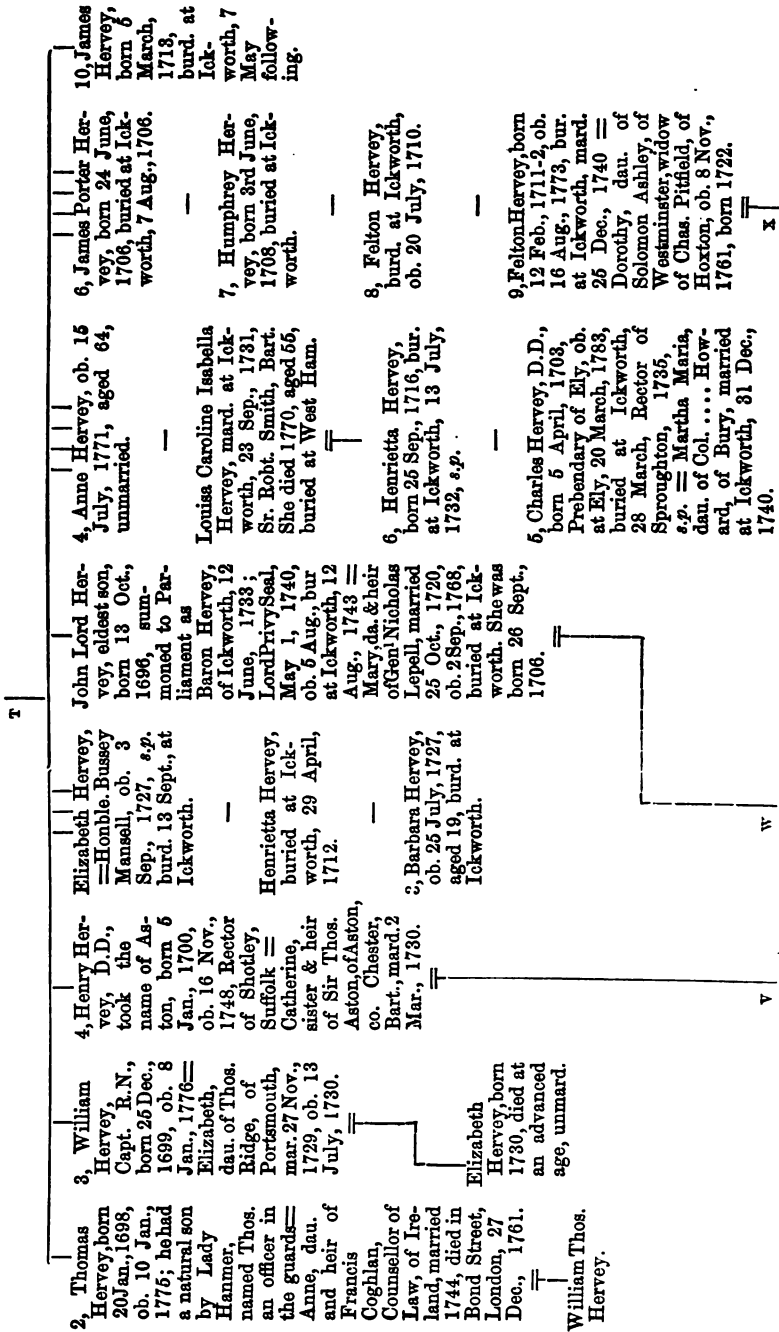 T
2, Thomas
Hervey, born
20 Jan., 1698,
ob. 10 Jan.,
1775; he had
a natural son
by Lady
Hanmer,
named Thos.
an officer in
the guards=
Anne, dau.
and heir of
Francis
Coghlan,
Counsellor of
Law, of Ire-
land, married
1744, died in
Bond Street,
London, 27
Dec., 1761.
William Thos.
Hervey.
3, William
Hervey,
Capt. R.N.,
born 25 Dec.,
1699, ob. 8
Jan., 1776=
Elizabeth,
dau. of Thos.
Ridge, of
Portsmouth,
mar. 27 Nov.,
1729, ob. 13
July, 1730.
Elizabeth
Hervey, born
1730, died at
an advanced
age, unmard.
4, Henry Her-
vey, D.D.,
took the
name of As-
ton, born 5
Jan., 1700,
ob. 16 Nov.,
1748, Rector
of Shotley,
Suffolk =
Catherine,
sister & heir
of Sir Thos.
Aston, of Aston,
co. Chester,
Bart., mard. 2
Mar., 1730.
V
Elizabeth Hervey,
=Honble. Bussey
Mansell, ob. 3
Sep., 1727, s.p.
burd. 13 Sept., at
Ickworth.
—
Henrietta Hervey,
buried at Ick-
worth, 29 April,
1712.
—
Barbara Hervey,
ob. 25 July, 1727,
aged 19, burd. at
Ickworth.
John Lord Her-
vey, eldest son,
born 13 Oct.,
1696, sum-
moned to Par-
liament as
Baron Hervey,
of Ickworth, 12
June, 1733;
Lord Privy Seal,
May 1, 1740,
ob. 5 Aug., bur
at Ickworth, 12
Aug., 1743 =
Mary, da. & heir
of Genl Nicholas
Lepell, married
25 Oct., 1720,
ob. 2 Sep., 1768,
buried at Ick-
worth. She was
born 26 Sept.,
1706.
W
4, Anne Hervey, ob. 15
July, 1771, aged 64,
unmarried.
—
Louisa Caroline Isabella
Hervey, mard. at Ick-
worth, 23 Sep., 1731,
Sr. Robt. Smith, Bart.
She died 1770, aged 55,
buried at West Ham.
6, Henrietta Hervey,
born 25 Sep., 1716, bur.
at Ickworth, 13 July,
1732, s.p.
—
5, Charles Hervey, D.D.,
born 5 April, 1703,
Prebendary of Ely, ob.
at Ely, 20 March, 1783,
buried at Ickworth,
28 March, Rector of
Sproughton, 1735,
s.p. = Martha Maria,
dau. of Col. .... How-
ard, of Bury, married
at Ickworth, 31 Dec.,
1740.
6, James Porter Her-
vey, born 24 June,
1706, buried at Ick-
worth, 7 Aug., 1706.
—
7, Humphrey Her-
vey, born 3rd June,
1708, buried at Ick-
worth.
—
8, Felton Hervey,
burd. at Ickworth,
ob. 20 July, 1710.
—
9, Felton Hervey, born
12 Feb., 1711-2, ob.
16 Aug., 1773, bur.
at Ickworth, mard.
25 Dec., 1740 =
Dorothy, dau. of
Solomon Ashley, of
Westminster, widow
of Chas. Pitfield, of
Hoxton, ob. 8 Nov.,
1761, born 1722.
X
10, James
Hervey,
born 5
March,
1713,
burd. at
Ick-
worth, 7
May
follow-
ing.